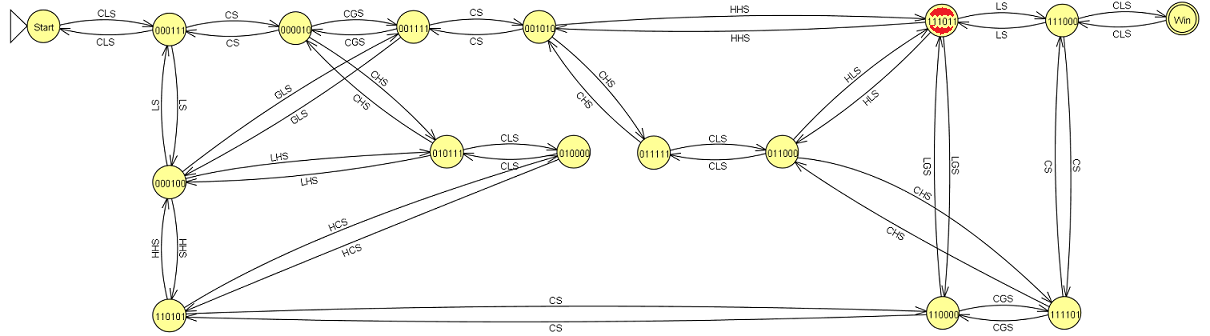 HHS
CLS
CS
CGS
CS
LS
CLS
Start
000111
000010
001111
001010
111011
111000
Win
CLS
CS
CGS
CS
HHS
LS
CLS
GLS
GLS
CHS
CHS
CHS
CHS
HLS
HLS
LS
LS
CLS
CLS
LHS
010111
010000
011111
011000
CLS
CLS
LHS
000100
LGS
LGS
CS
CS
CHS
CHS
HCS
HCS
HHS
HHS
CS
CGS
110101
110000
111101
CS
CGS